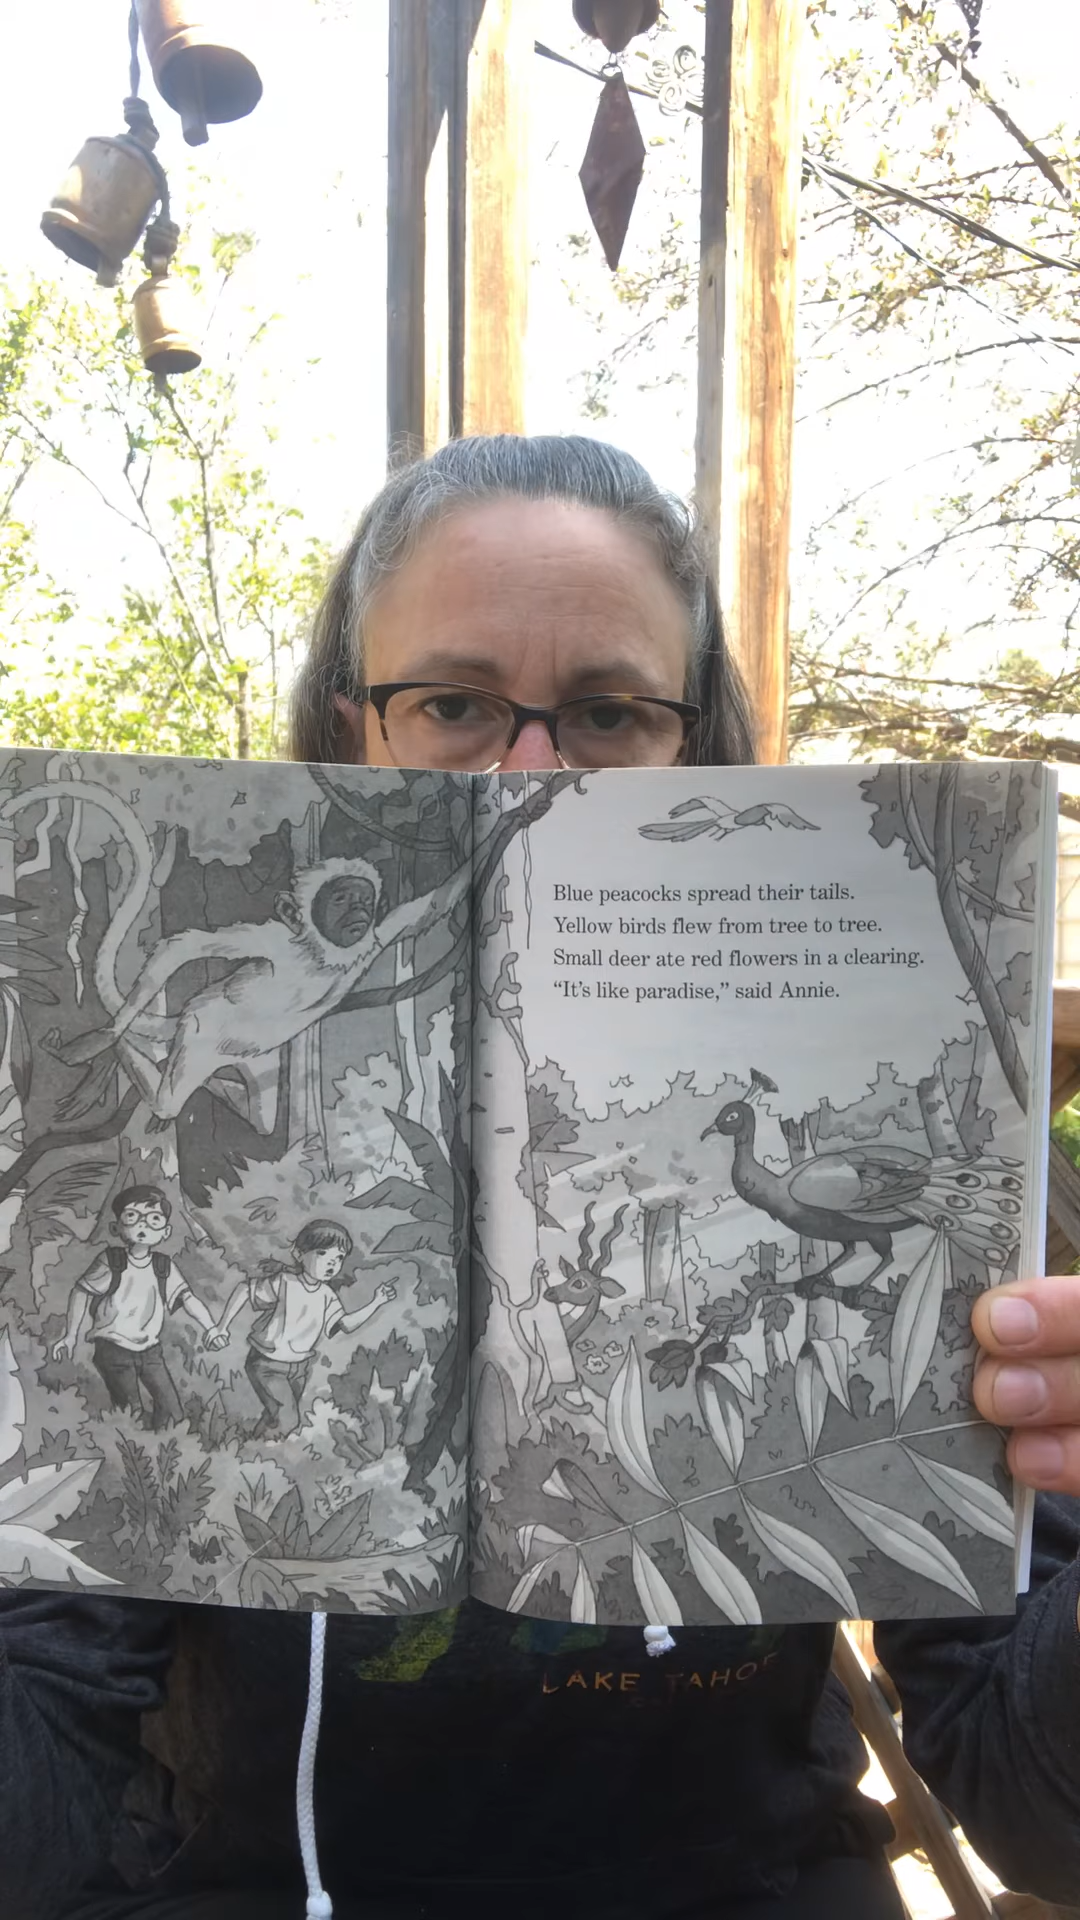 Blue peacocks spread their tails.
Yellow birds flew from tree to tree.
Small deer ate red flowers in a clearing.
“It’s like paradise,” said Annie.
LAKE TAHOE